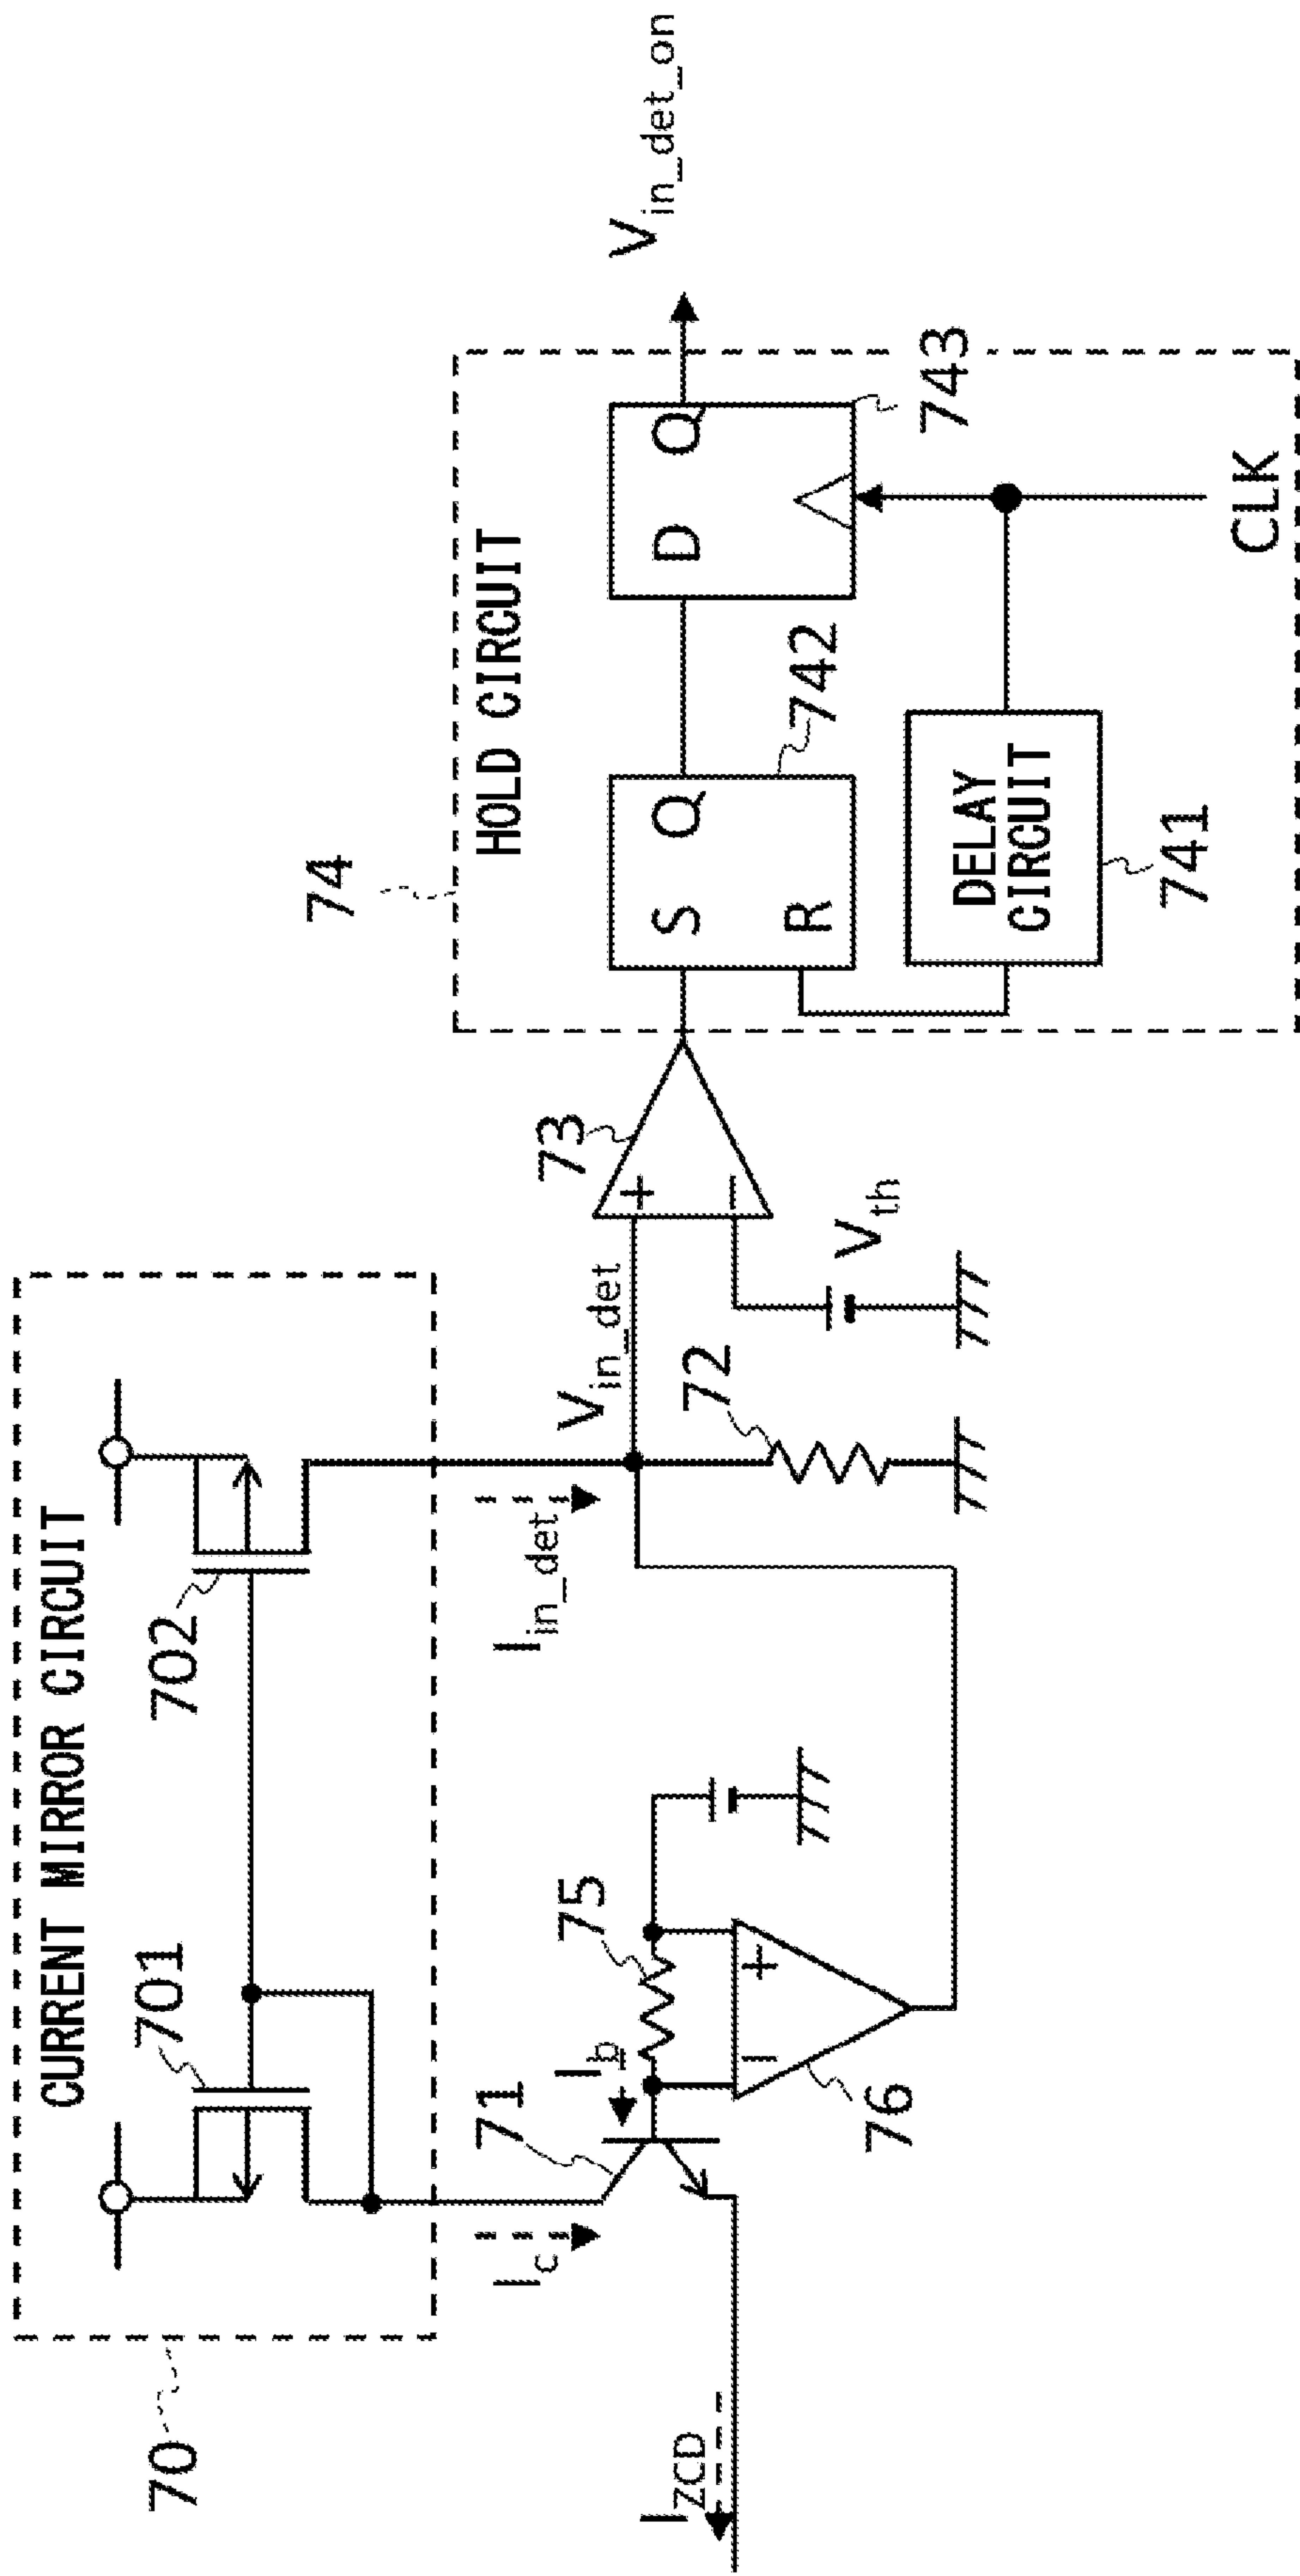 70
CURRENT MIRROR CIRCUIT
701
702
I_c
71
I_b
75
76
I_ZCD
I_in_det
V_in_det
72
V_th
73
74
HOLD CIRCUIT
S Q
R
742
D Q
743
DELAY
CIRCUIT
741
CLK
V_in_det_on
+
−
+
−